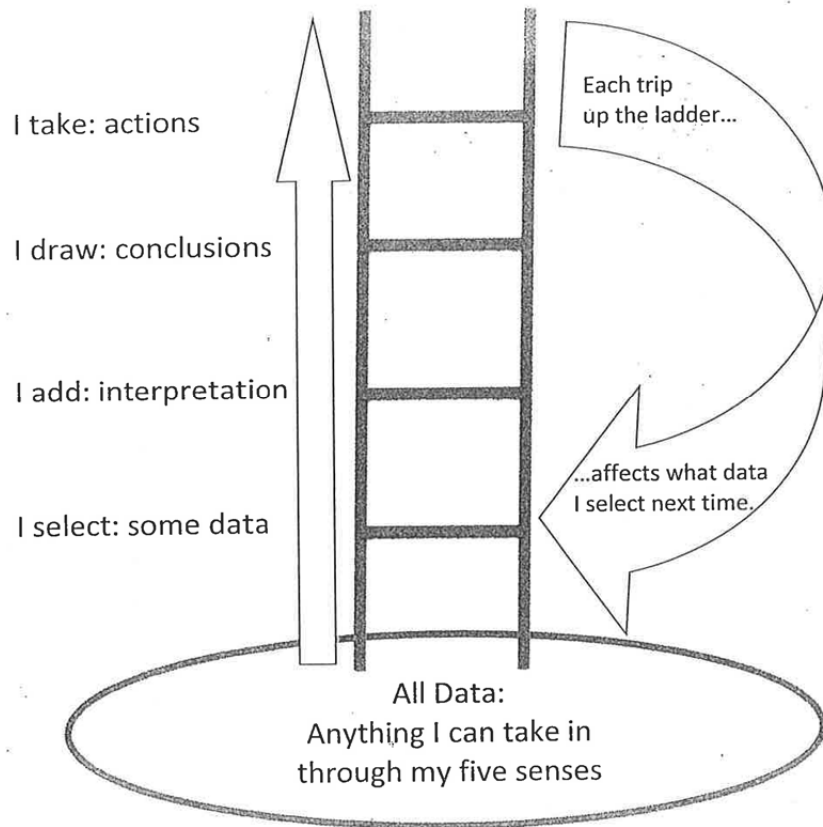 I take: actions
I draw: conclusions
I add: interpretation
I select: some data
Each trip
up the ladder...
...affects what data
I select next time.
All Data:
Anything I can take in
through my five senses